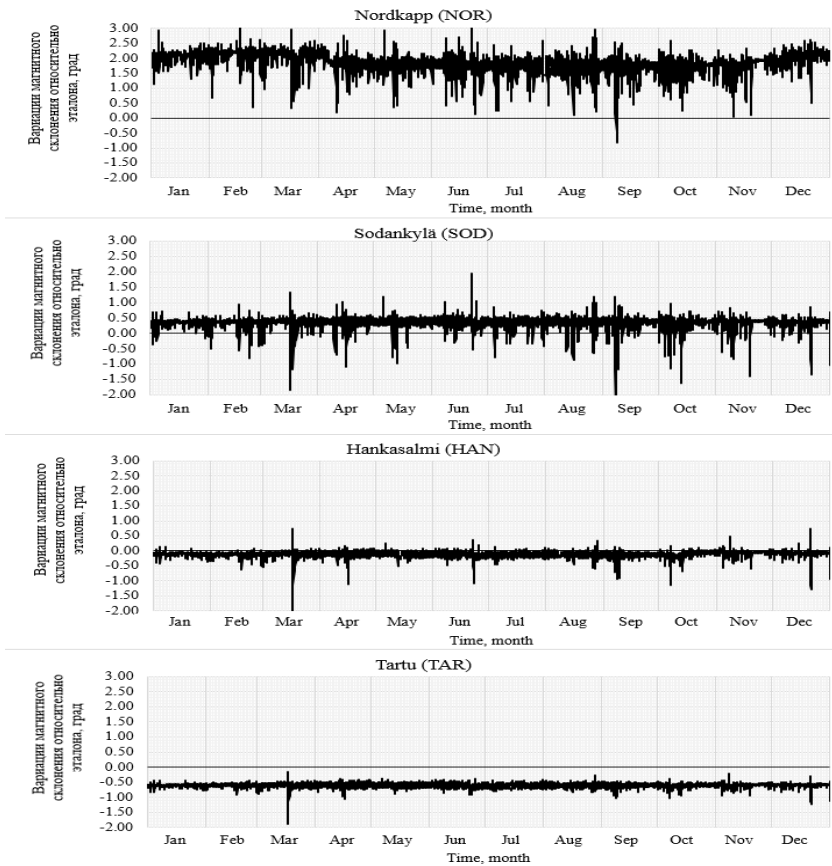 Nordkapp (NOR)
Вариации магнитного
склонения относительно
эталона, град
3.00
2.50
2.00
1.50
1.00
0.50
0.00
-0.50
-1.00
-1.50
-2.00
Jan Feb Mar Apr May Jun Jul Aug Sep Oct Nov Dec
Time, month
Sodankylä (SOD)
Вариации магнитного
склонения относительно
эталона, град
3.00
2.50
2.00
1.50
1.00
0.50
0.00
-0.50
-1.00
-1.50
-2.00
Jan Feb Mar Apr May Jun Jul Aug Sep Oct Nov Dec
Time, month
Hankasalmi (HAN)
Вариации магнитного
склонения относительно
эталона, град
3.00
2.50
2.00
1.50
1.00
0.50
0.00
-0.50
-1.00
-1.50
-2.00
Jan Feb Mar Apr May Jun Jul Aug Sep Oct Nov Dec
Time, month
Tartu (TAR)
Вариации магнитного
склонения относительно
эталона, град
3.00
2.50
2.00
1.50
1.00
0.50
0.00
-0.50
-1.00
-1.50
-2.00
Jan Feb Mar Apr May Jun Jul Aug Sep Oct Nov Dec
Time, month